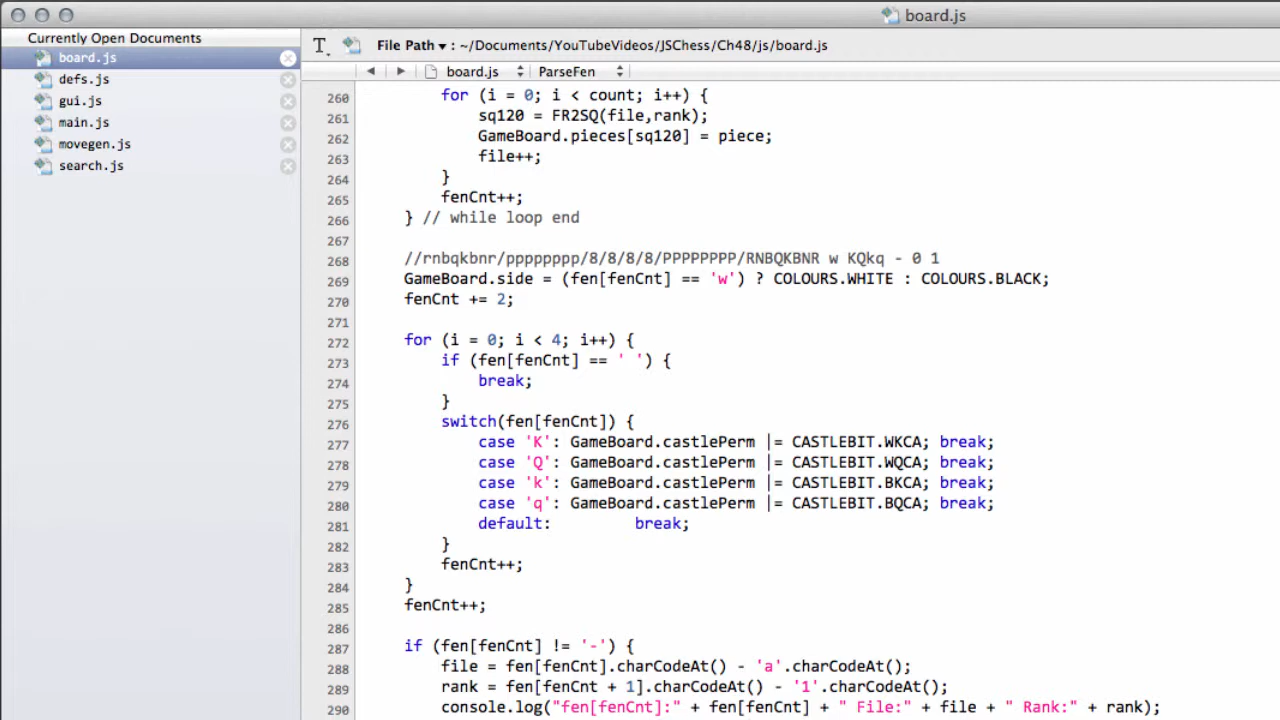 board.js
Currently Open Documents
board.js
defs.js
gui.js
main.js
movegen.js
search.js
T. File Path ▾ : ~/Documents/YouTubeVideos/JSChess/Ch48/js/board.js
board.js ParseFen
260 for (i = 0; i < count; i++) {
261 sq120 = FR2SQ(file,rank);
262 GameBoard.pieces[sq120] = piece;
263 file++;
264 }
265 fenCnt++;
266 } // while loop end
267
268 //rnbqkbnr/pppppppp/8/8/8/8/PPPPPPPP/RNBQKBNR w KQkq - 0 1
269 GameBoard.side = (fen[fenCnt] == 'w') ? COLOURS.WHITE : COLOURS.BLACK;
270 fenCnt += 2;
271
272 for (i = 0; i < 4; i++) {
273 if (fen[fenCnt] == ' ') {
274 break;
275 }
276 switch(fen[fenCnt]) {
277 case 'K': GameBoard.castlePerm |= CASTLEBIT.WKCA; break;
278 case 'Q': GameBoard.castlePerm |= CASTLEBIT.WQCA; break;
279 case 'k': GameBoard.castlePerm |= CASTLEBIT.BKCA; break;
280 case 'q': GameBoard.castlePerm |= CASTLEBIT.BQCA; break;
281 default: break;
282 }
283 fenCnt++;
284 }
285 fenCnt++;
286
287 if (fen[fenCnt] != '-') {
288 file = fen[fenCnt].charCodeAt() - 'a'.charCodeAt();
289 rank = fen[fenCnt + 1].charCodeAt() - '1'.charCodeAt();
290 console.log("fen[fenCnt]:" + fen[fenCnt] + " File:" + file + " Rank:" + rank);